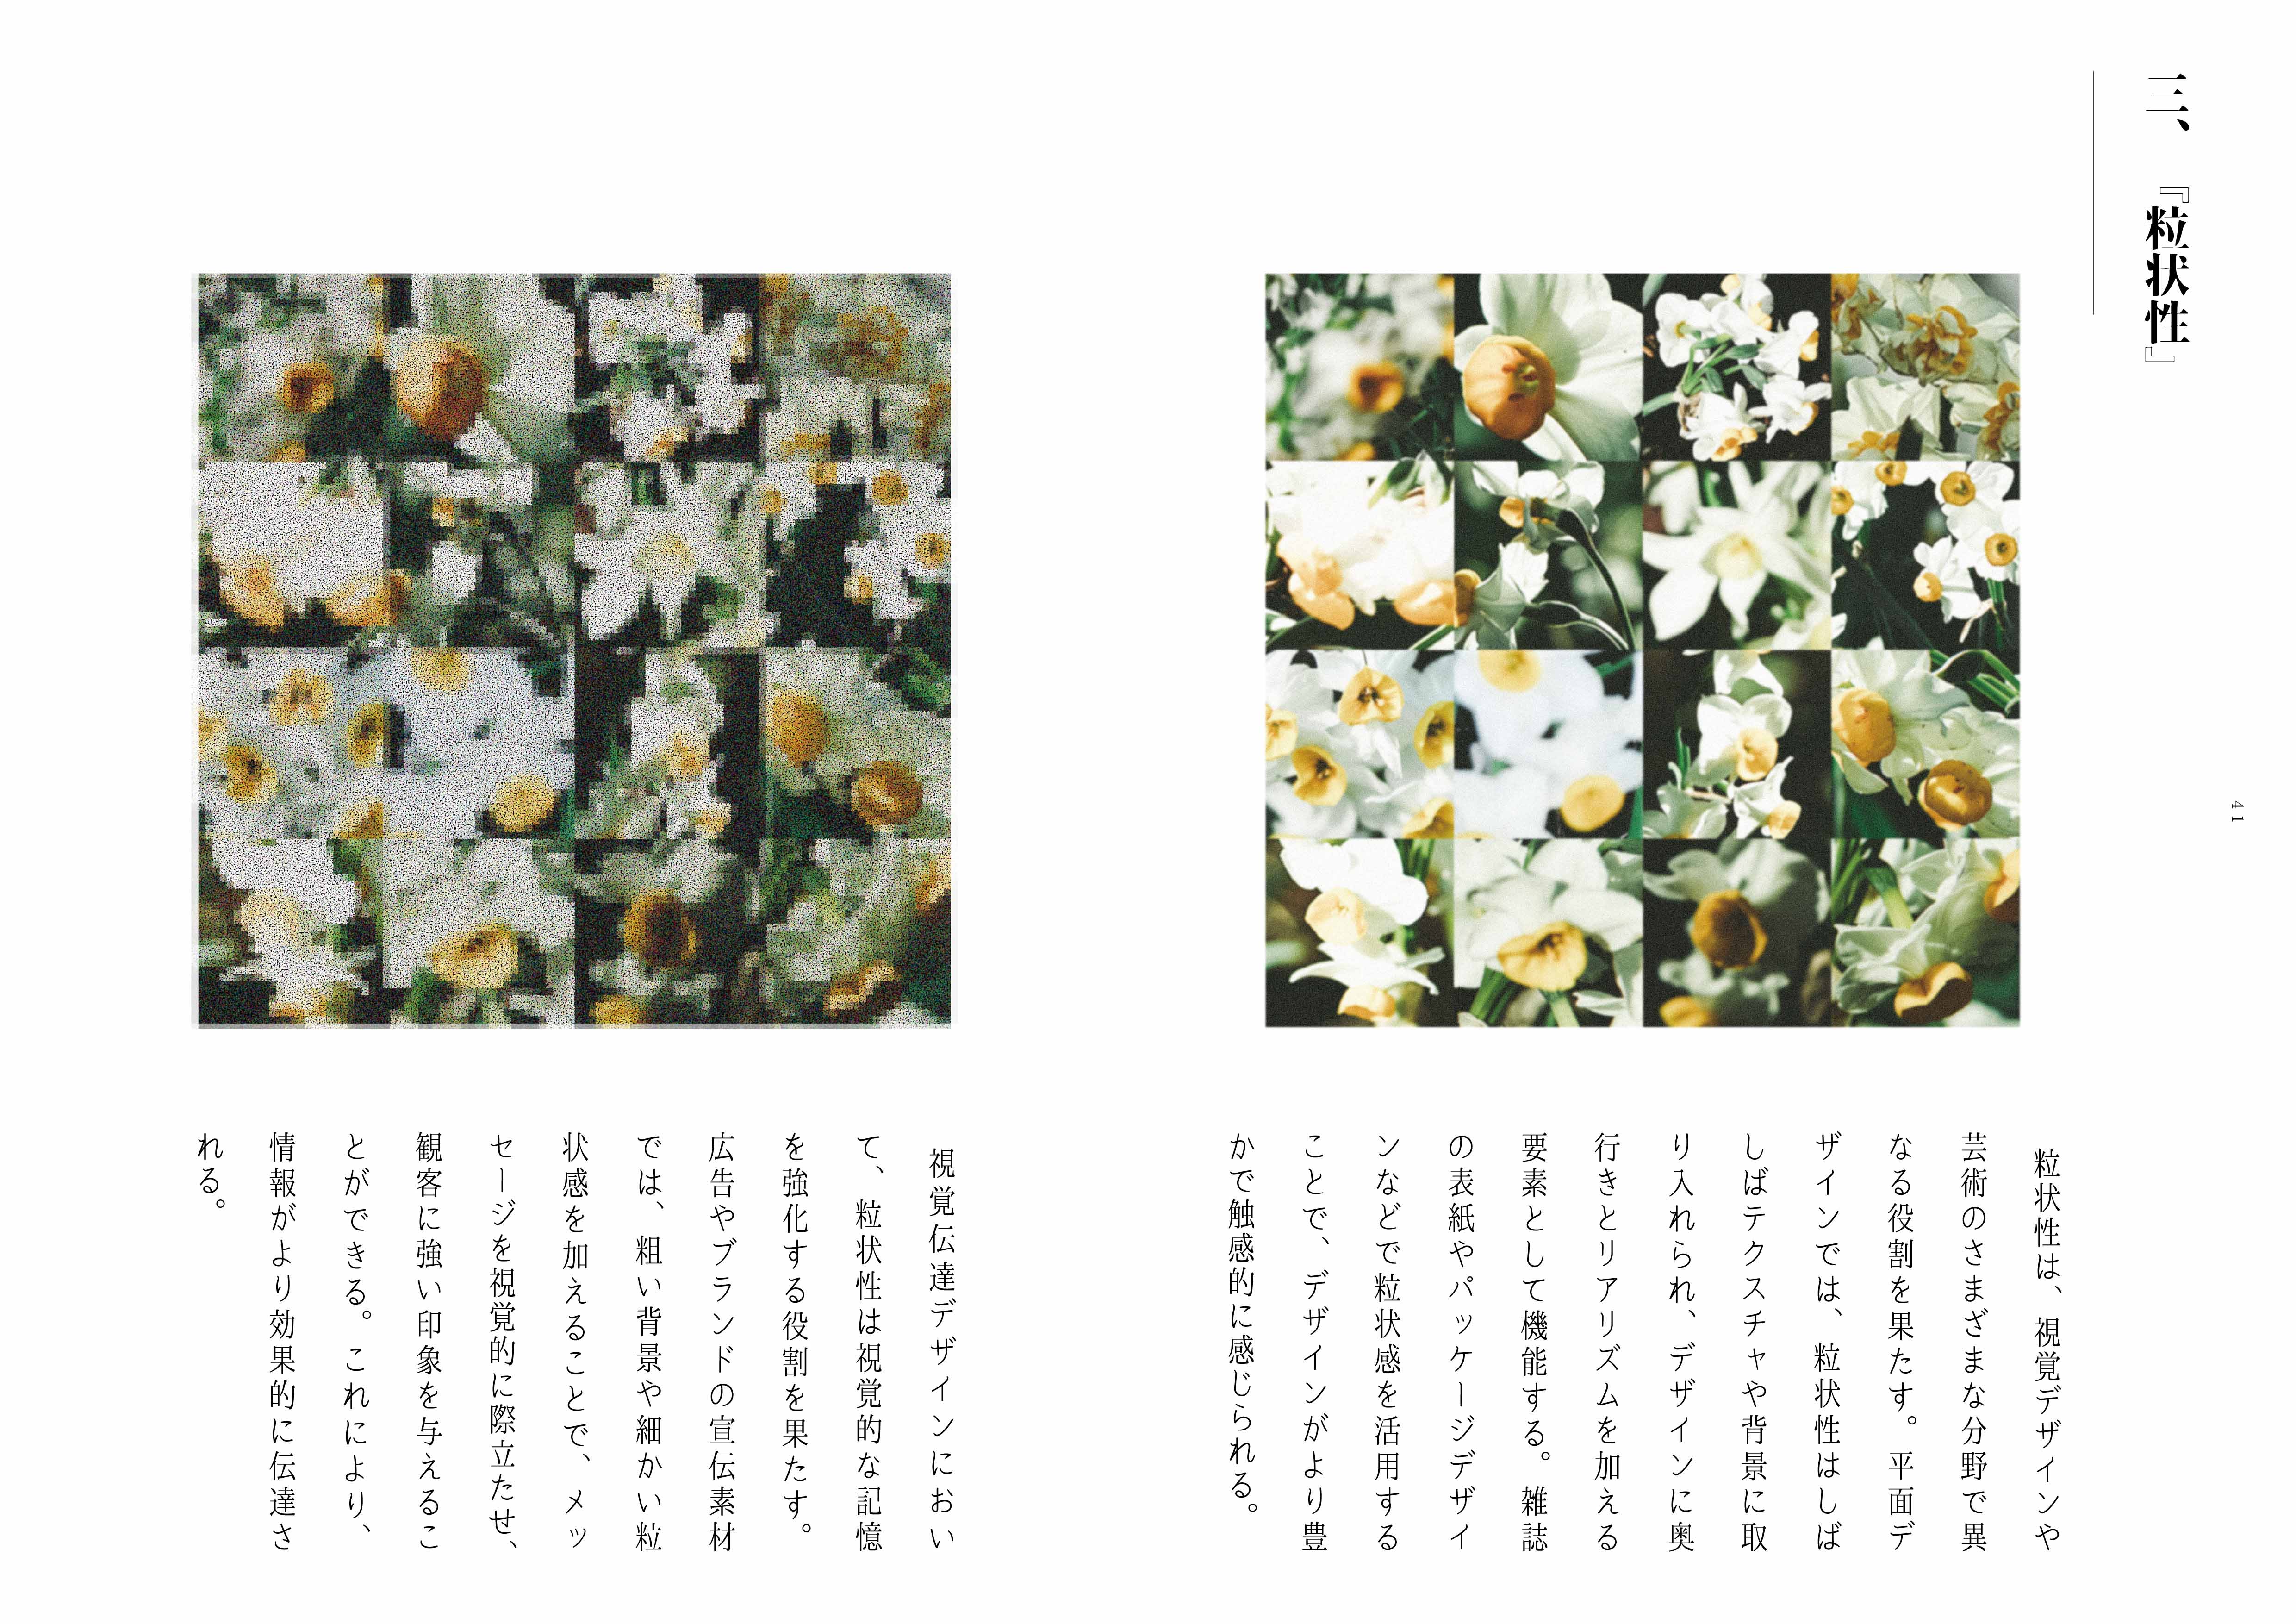 三、『粒状性』
41
粒状性は、視覚デザインや
芸術のさまざまな分野で異
なる役割を果たす。平面デ
ザインでは、粒状性はしば
しばテクスチャや背景に取
り入れられ、デザインに奥
行きとリアリズムを加える
要素として機能する。雑誌
の表紙やパッケージデザイ
ンなどで粒状感を活用する
ことで、デザインがより豊
かで触感的に感じられる。
視覚伝達デザインにおい
て、粒状性は視覚的な記憶
を強化する役割を果たす。
広告やブランドの宣伝素材
では、粗い背景や細かい粒
状感を加えることで、メッ
セージを視覚的に際立たせ、
観客に強い印象を与えるこ
とができる。これにより、
情報がより効果的に伝達さ
れる。